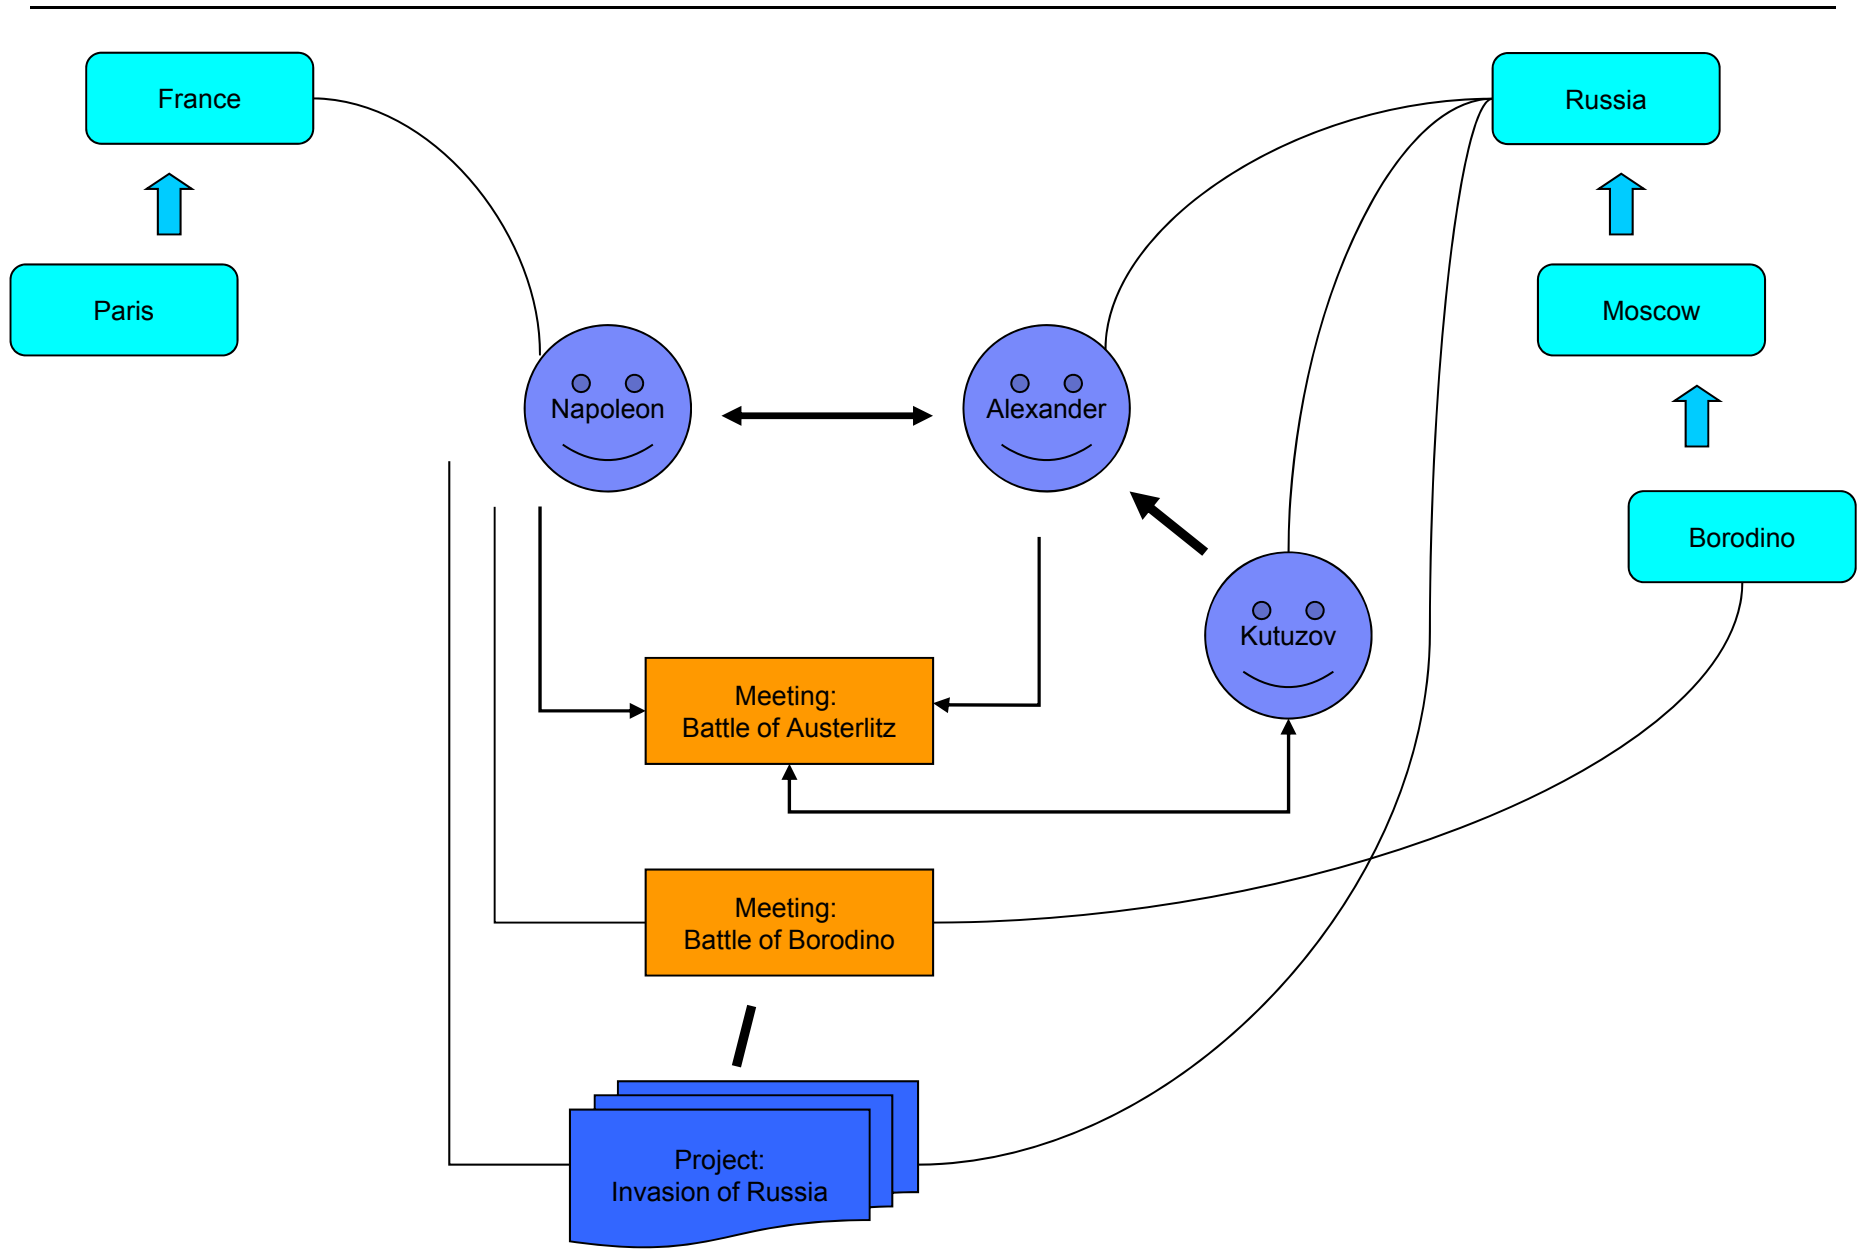 France
Russia
Paris
Moscow
Napoleon
Alexander
Borodino
Kutuzov
Meeting:
Battle of Austerlitz
Meeting:
Battle of Borodino
Project:
Invasion of Russia